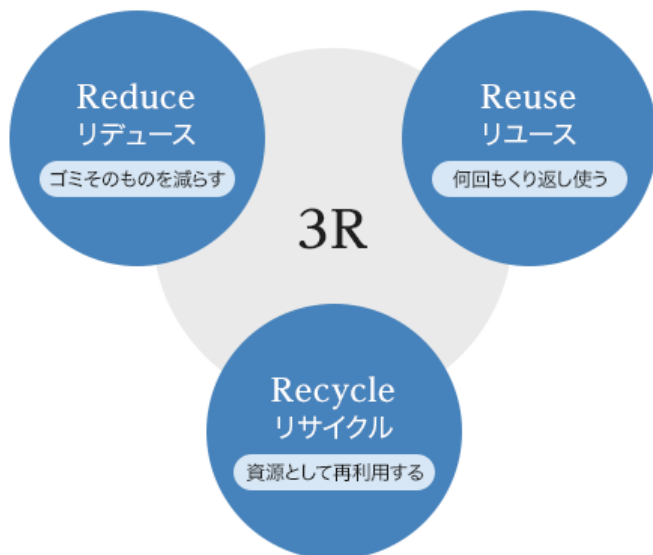 Reduce
リデュース
ゴミそのものを減らす
Reuse
リユース
何回もくり返し使う
3R
Recycle
リサイクル
資源として再利用する